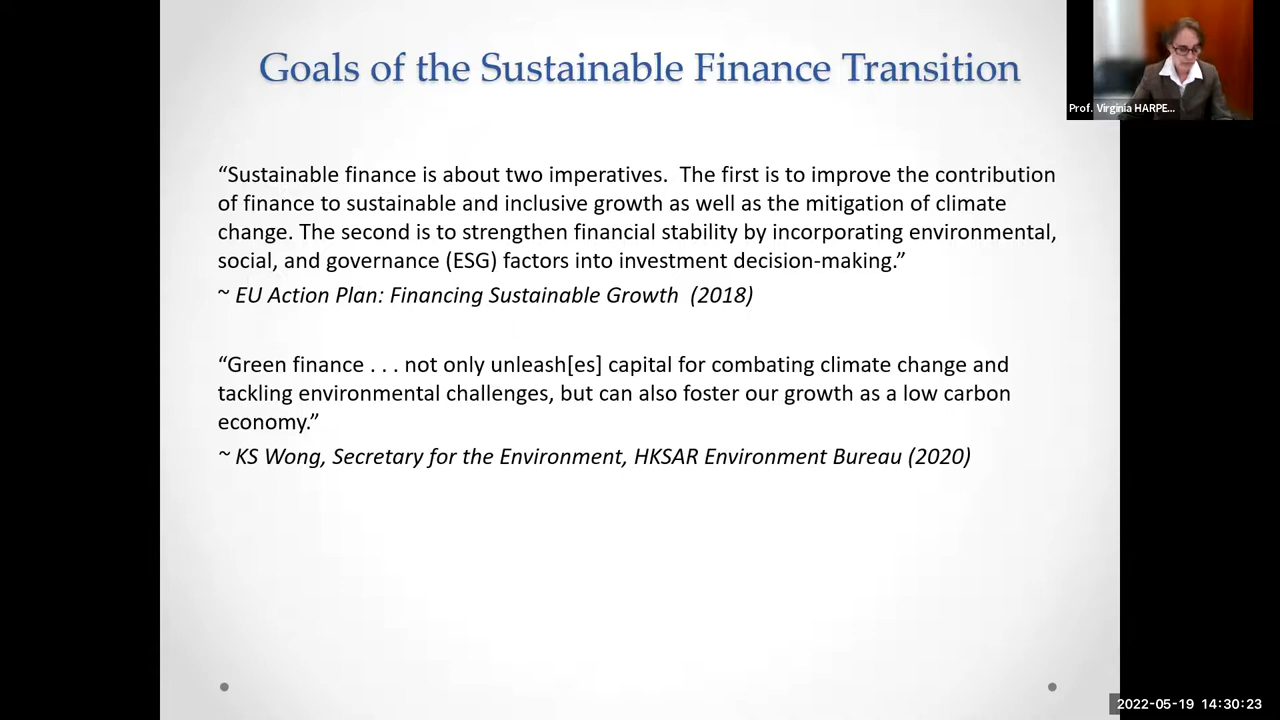 Goals of the Sustainable Finance Transition
Prof. Virginia HARPE...
“Sustainable finance is about two imperatives.  The first is to improve the contribution
of finance to sustainable and inclusive growth as well as the mitigation of climate
change. The second is to strengthen financial stability by incorporating environmental,
social, and governance (ESG) factors into investment decision-making.”
~ EU Action Plan: Financing Sustainable Growth  (2018)
“Green finance . . . not only unleash[es] capital for combating climate change and
tackling environmental challenges, but can also foster our growth as a low carbon
economy.”
~ KS Wong, Secretary for the Environment, HKSAR Environment Bureau (2020)
2022-05-19 14:30:23